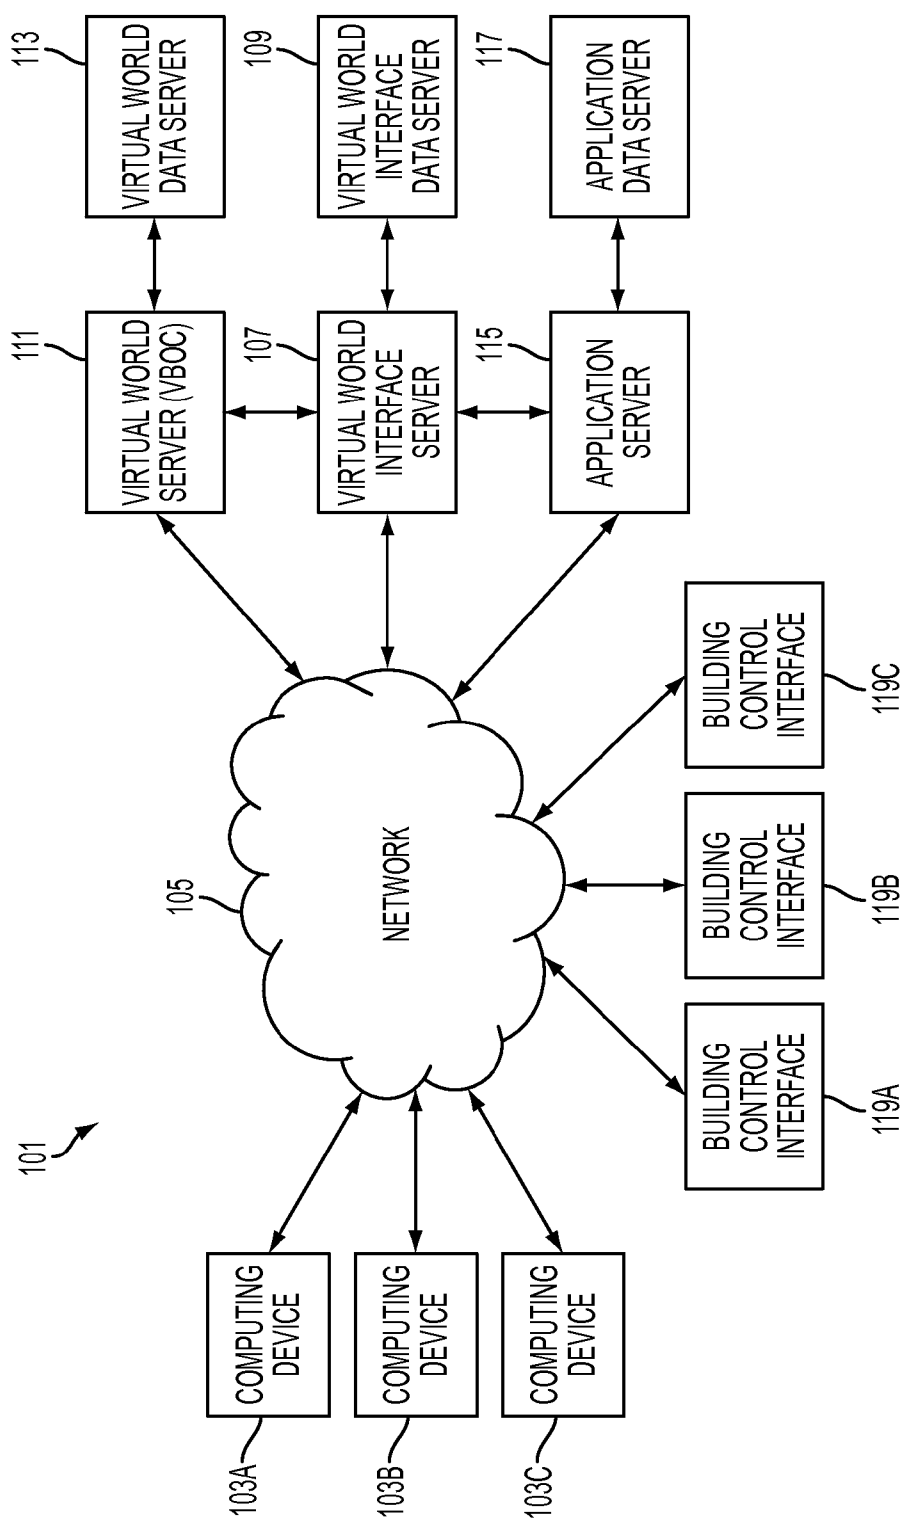 101
103A
COMPUTING
DEVICE
103B
COMPUTING
DEVICE
103C
COMPUTING
DEVICE
105
NETWORK
111
VIRTUAL WORLD
SERVER (VBOC)
113
VIRTUAL WORLD
DATA SERVER
107
VIRTUAL WORLD
INTERFACE
SERVER
109
VIRTUAL WORLD
INTERFACE
DATA SERVER
115
APPLICATION
SERVER
117
APPLICATION
DATA SERVER
BUILDING
CONTROL
INTERFACE
119A
BUILDING
CONTROL
INTERFACE
119B
BUILDING
CONTROL
INTERFACE
119C